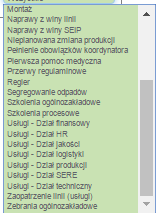 Montaż
Naprawy z winy linii
Naprawy z winy SEIP
Nieplanowana zmiana produkcji
Pełnienie obowiązków koordynatora
Pierwsza pomoc medyczna
Przerwy regulaminowe
Regler
Segregowanie odpadów
Szkolenia ogólnozakładowe
Szkolenia procesowe
Usługi - Dział finansowy
Usługi - Dział HR
Usługi - Dział jakości
Usługi - Dział logistyki
Usługi - Dział produkcji
Usługi - Dział SERE
Usługi - Dział techniczny
Zaopatrzenie linii (usługi)
Zebrania ogólnozakładowe